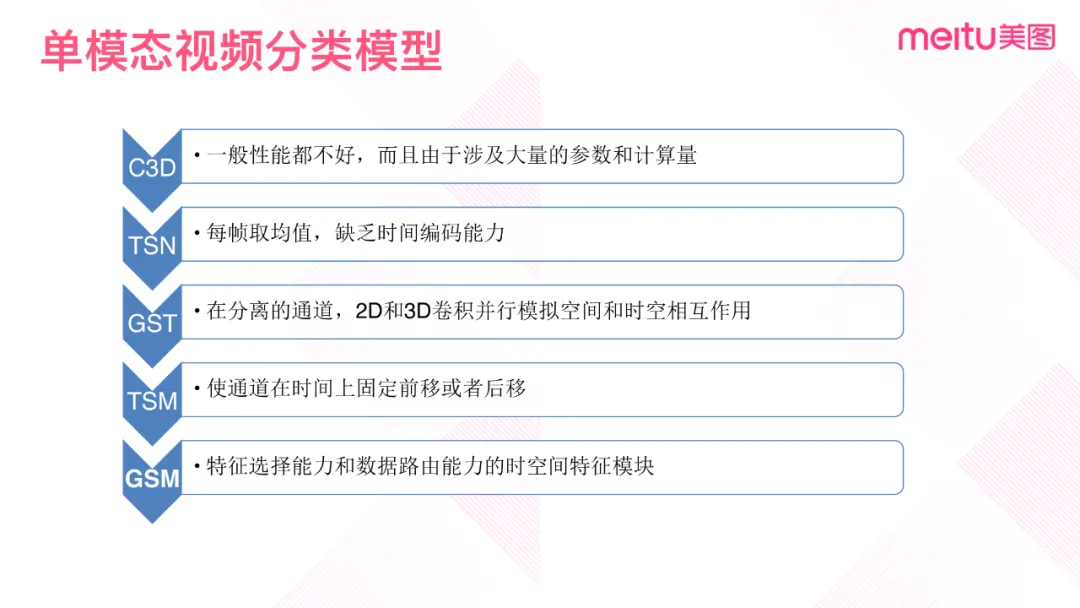 单模态视频分类模型
meitu美图
C3D
• 一般性能都不好，而且由于涉及大量的参数和计算量
TSN
• 每帧取均值，缺乏时间编码能力
GST
• 在分离的通道，2D和3D卷积并行模拟空间和时空相互作用
TSM
• 使通道在时间上固定前移或者后移
GSM
• 特征选择能力和数据路由能力的时空间特征模块